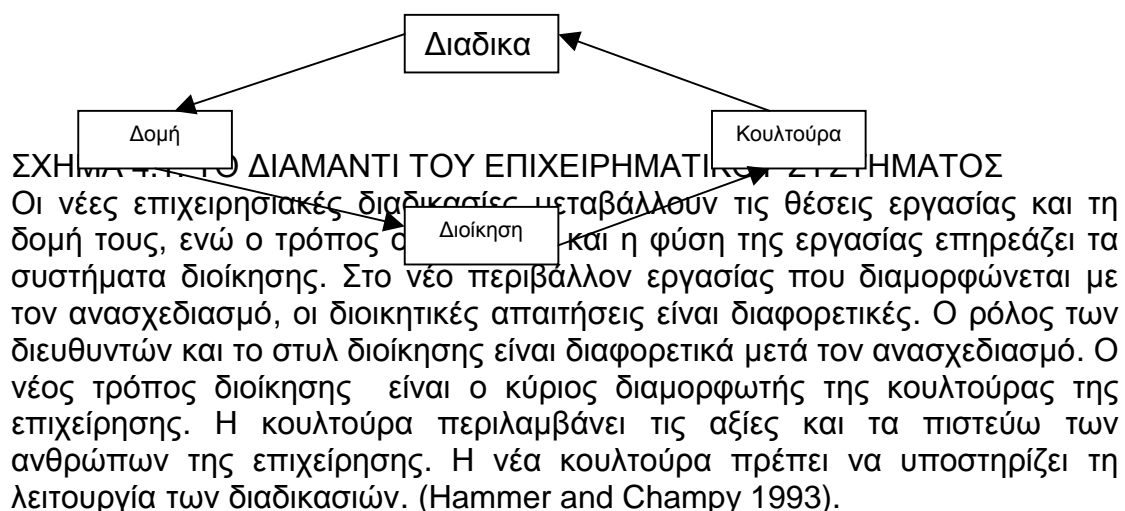 Διαδικα
Δομή
Κουλτούρα
ΤΟ ΔΙΑΜΑΝΤΙ ΤΟΥ
Οι νέες επιχειρησιακές διαδικασίες μεταβάλλουν τις θέσεις εργασίας και τη
δομή τους, ενώ ο τρόπος και η φύση της εργασίας επηρεάζει τα
Διοίκηση
συστήματα διοίκησης. Στο νέο περιβάλλον εργασίας που διαμορφώνεται με
τον ανασχεδιασμό, οι διοικητικές απαιτήσεις είναι διαφορετικές. Ο ρόλος των
διευθυντών και το στυλ διοίκησης είναι διαφορετικά μετά τον ανασχεδιασμό. Ο
νέος τρόπος διοίκησης είναι ο κύριος διαμορφωτής της κουλτούρας της
επιχείρησης. Η κουλτούρα περιλαμβάνει τις αξίες και τα πιστεύω των
ανθρώπων της επιχείρησης. Η νέα κουλτούρα πρέπει να υποστηρίζει τη
λειτουργία των διαδικασιών. (Hammer and Champy 1993).